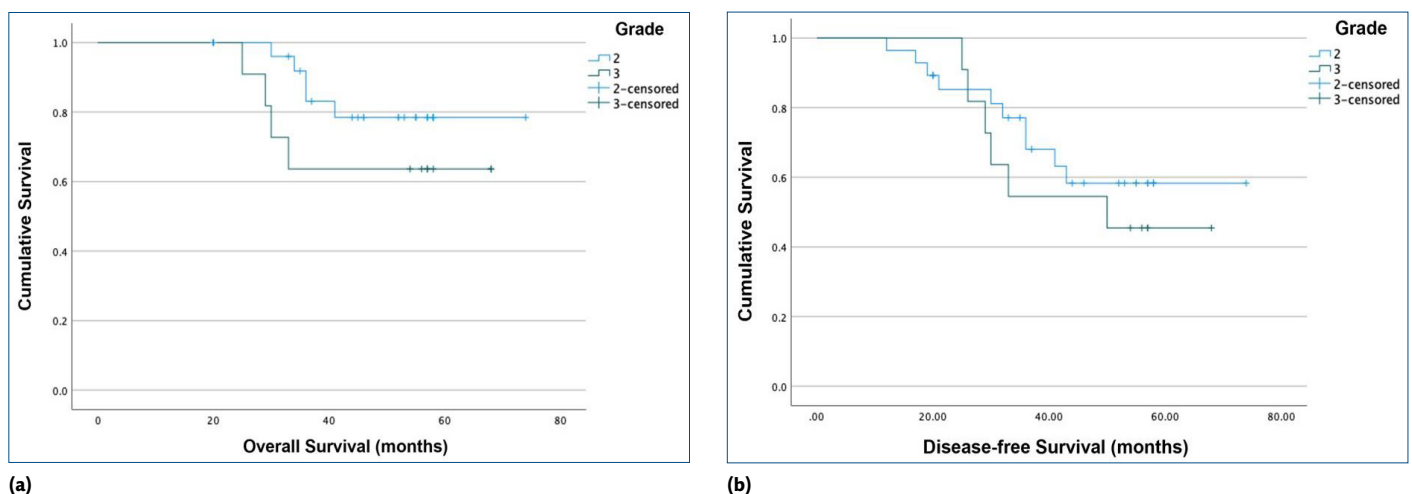 Grade
2
3
2-censored
3-censored
1.0
0.8
0.6
0.4
0.2
0.0
Cumulative Survival
0
20
40
60
80
Overall Survival (months)
(a)
Grade
2
3
2-censored
3-censored
1.0
0.8
0.6
0.4
0.2
0.0
Cumulative Survival
.00
20.00
40.00
60.00
80.00
Disease-free Survival (months)
(b)